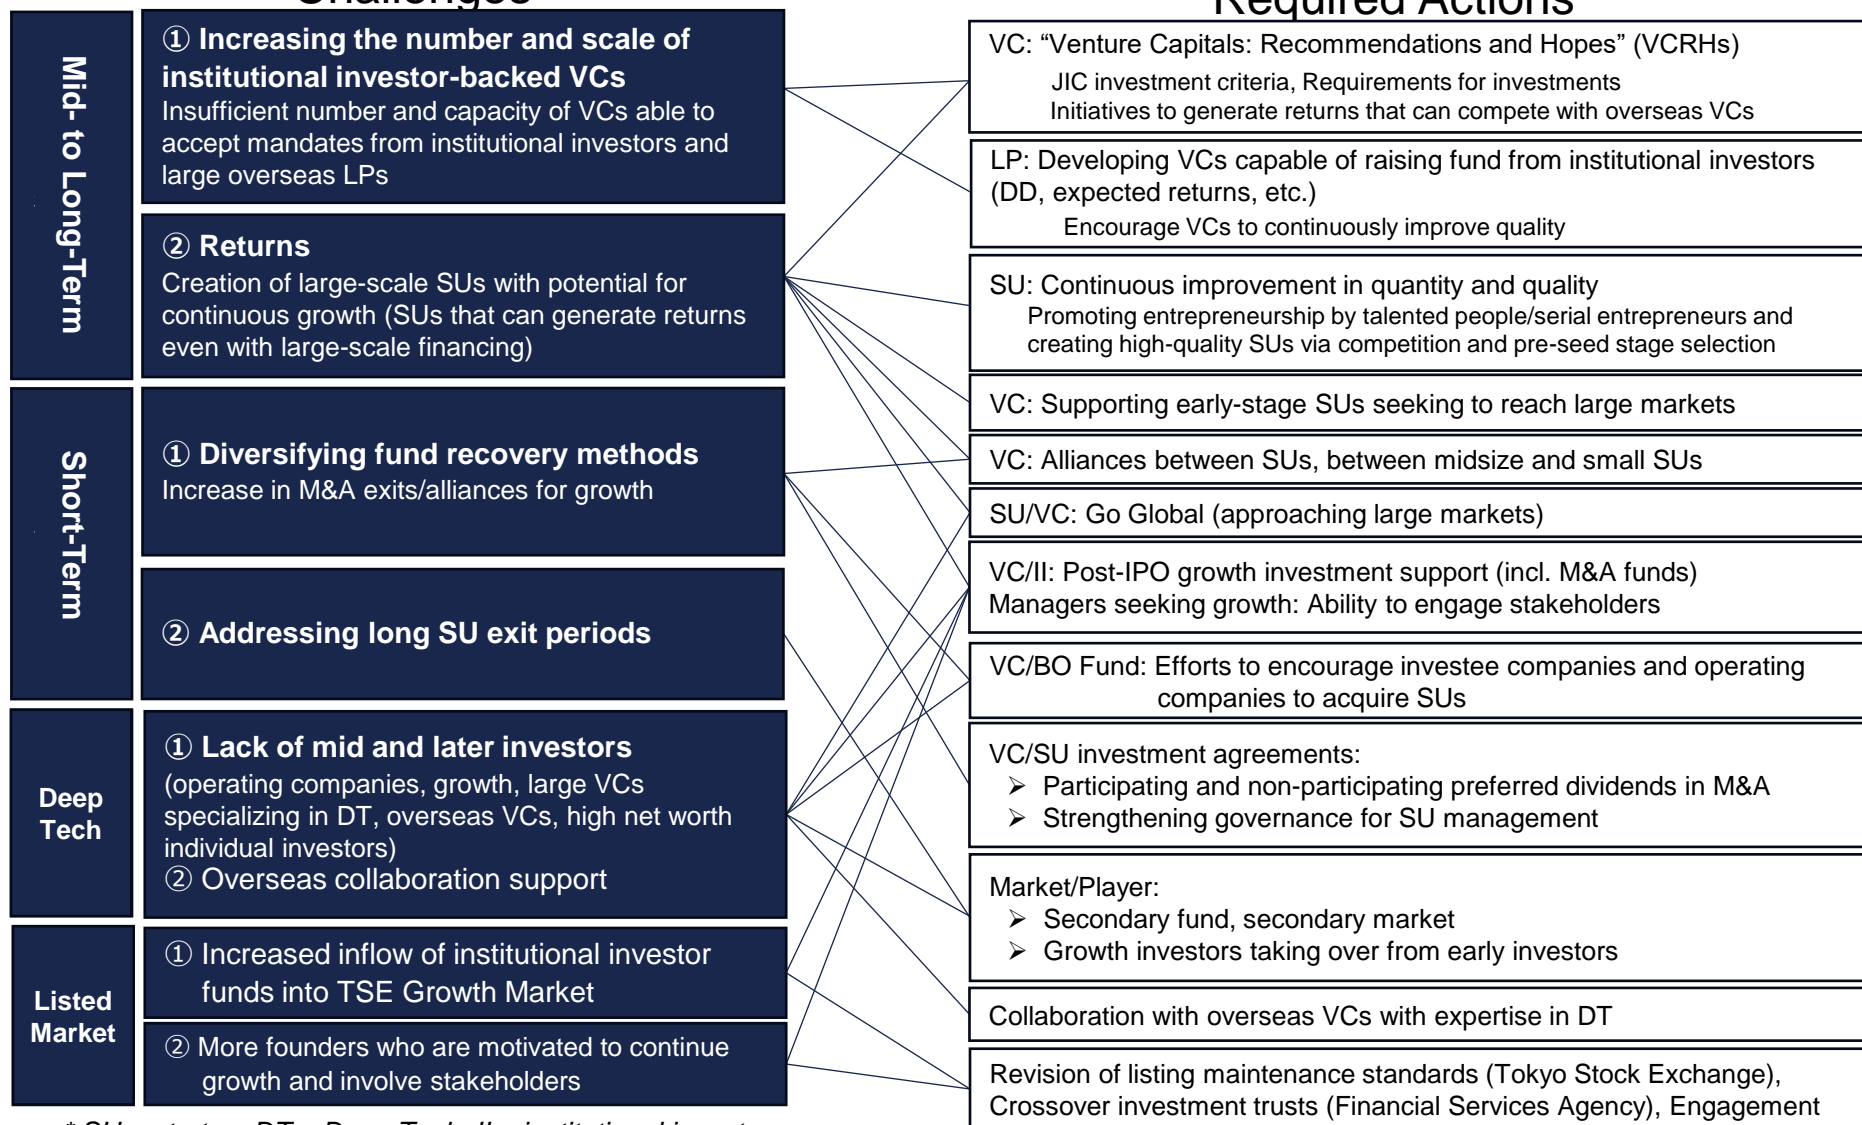 Challenges
Required Actions
Mid- to Long-Term
① Increasing the number and scale of
institutional investor-backed VCs
Insufficient number and capacity of VCs able to
accept mandates from institutional investors and
large overseas LPs
② Returns
Creation of large-scale SUs with potential for
continuous growth (SUs that can generate returns
even with large-scale financing)
Short-Term
① Diversifying fund recovery methods
Increase in M&A exits/alliances for growth
② Addressing long SU exit periods
Deep
Tech
① Lack of mid and later investors
(operating companies, growth, large VCs
specializing in DT, overseas VCs, high net worth
individual investors)
② Overseas collaboration support
Listed
Market
① Increased inflow of institutional investor
funds into TSE Growth Market
② More founders who are motivated to continue
growth and involve stakeholders
VC: “Venture Capitals: Recommendations and Hopes” (VCRHs)
JIC investment criteria, Requirements for investments
Initiatives to generate returns that can compete with overseas VCs
LP: Developing VCs capable of raising fund from institutional investors
(DD, expected returns, etc.)
Encourage VCs to continuously improve quality
SU: Continuous improvement in quantity and quality
Promoting entrepreneurship by talented people/serial entrepreneurs and
creating high-quality SUs via competition and pre-seed stage selection
VC: Supporting early-stage SUs seeking to reach large markets
VC: Alliances between SUs, between midsize and small SUs
SU/VC: Go Global (approaching large markets)
VC/II: Post-IPO growth investment support (incl. M&A funds)
Managers seeking growth: Ability to engage stakeholders
VC/BO Fund: Efforts to encourage investee companies and operating
companies to acquire SUs
VC/SU investment agreements:
➢ Participating and non-participating preferred dividends in M&A
➢ Strengthening governance for SU management
Market/Player:
➢ Secondary fund, secondary market
➢ Growth investors taking over from early investors
Collaboration with overseas VCs with expertise in DT
Revision of listing maintenance standards (Tokyo Stock Exchange),
Crossover investment trusts (Financial Services Agency), Engagement